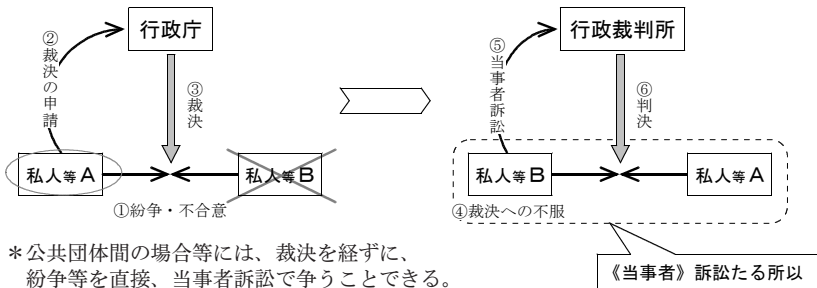 行政庁
②裁決の申請
③裁決
私人等A
私人等B
①紛争・不合意
行政裁判所
⑤当事者訴訟
⑥判決
私人等B
私人等A
④裁決への不服
《当事者》訴訟たる所以
＊公共団体間の場合等には、裁決を経ずに、
紛争等を直接、当事者訴訟で争うことできる。